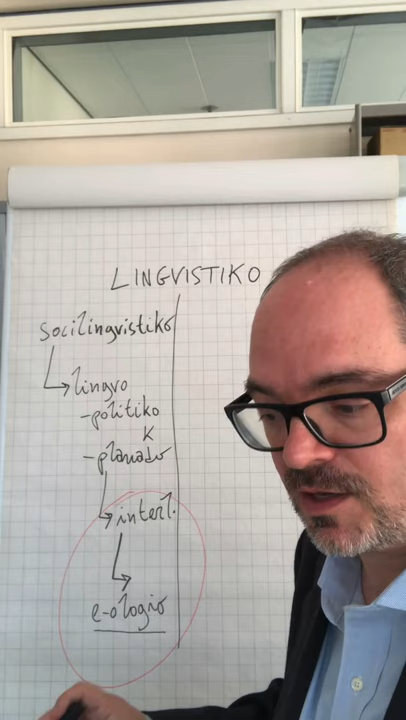 LINGVISTIKO
Socilingvistiko
lingvo
-politiko
K
-planado
interl.
e-ologio